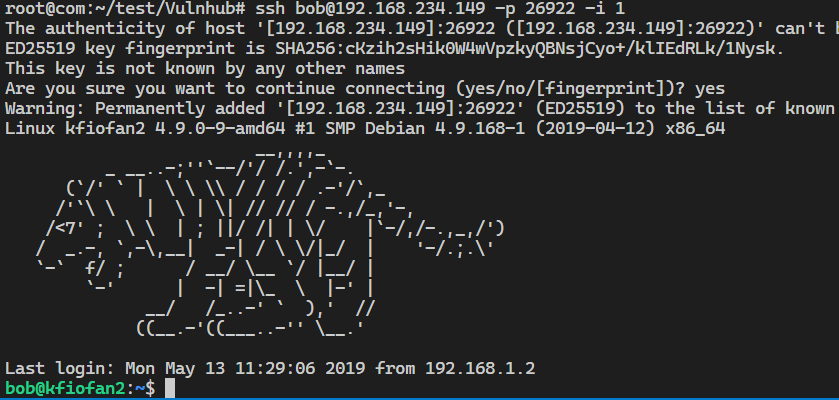 root@com:~/test/Vulnhub# ssh bob@192.168.234.149 -p 26922 -i 1
The authenticity of host '[192.168.234.149]:26922 ([192.168.234.149]:26922)' can't b
ED25519 key fingerprint is SHA256:cKzih2sHik0W4wVpzkyQBNsjCyo+/klIEdRLk/1Nysk.
This key is not known by any other names
Are you sure you want to continue connecting (yes/no/[fingerprint])? yes
Warning: Permanently added '[192.168.234.149]:26922' (ED25519) to the list of known
Linux kfiofan2 4.9.0-9-amd64 #1 SMP Debian 4.9.168-1 (2019-04-12) x86_64
Last login: Mon May 13 11:29:06 2019 from 192.168.1.2
bob@kfiofan2:~$